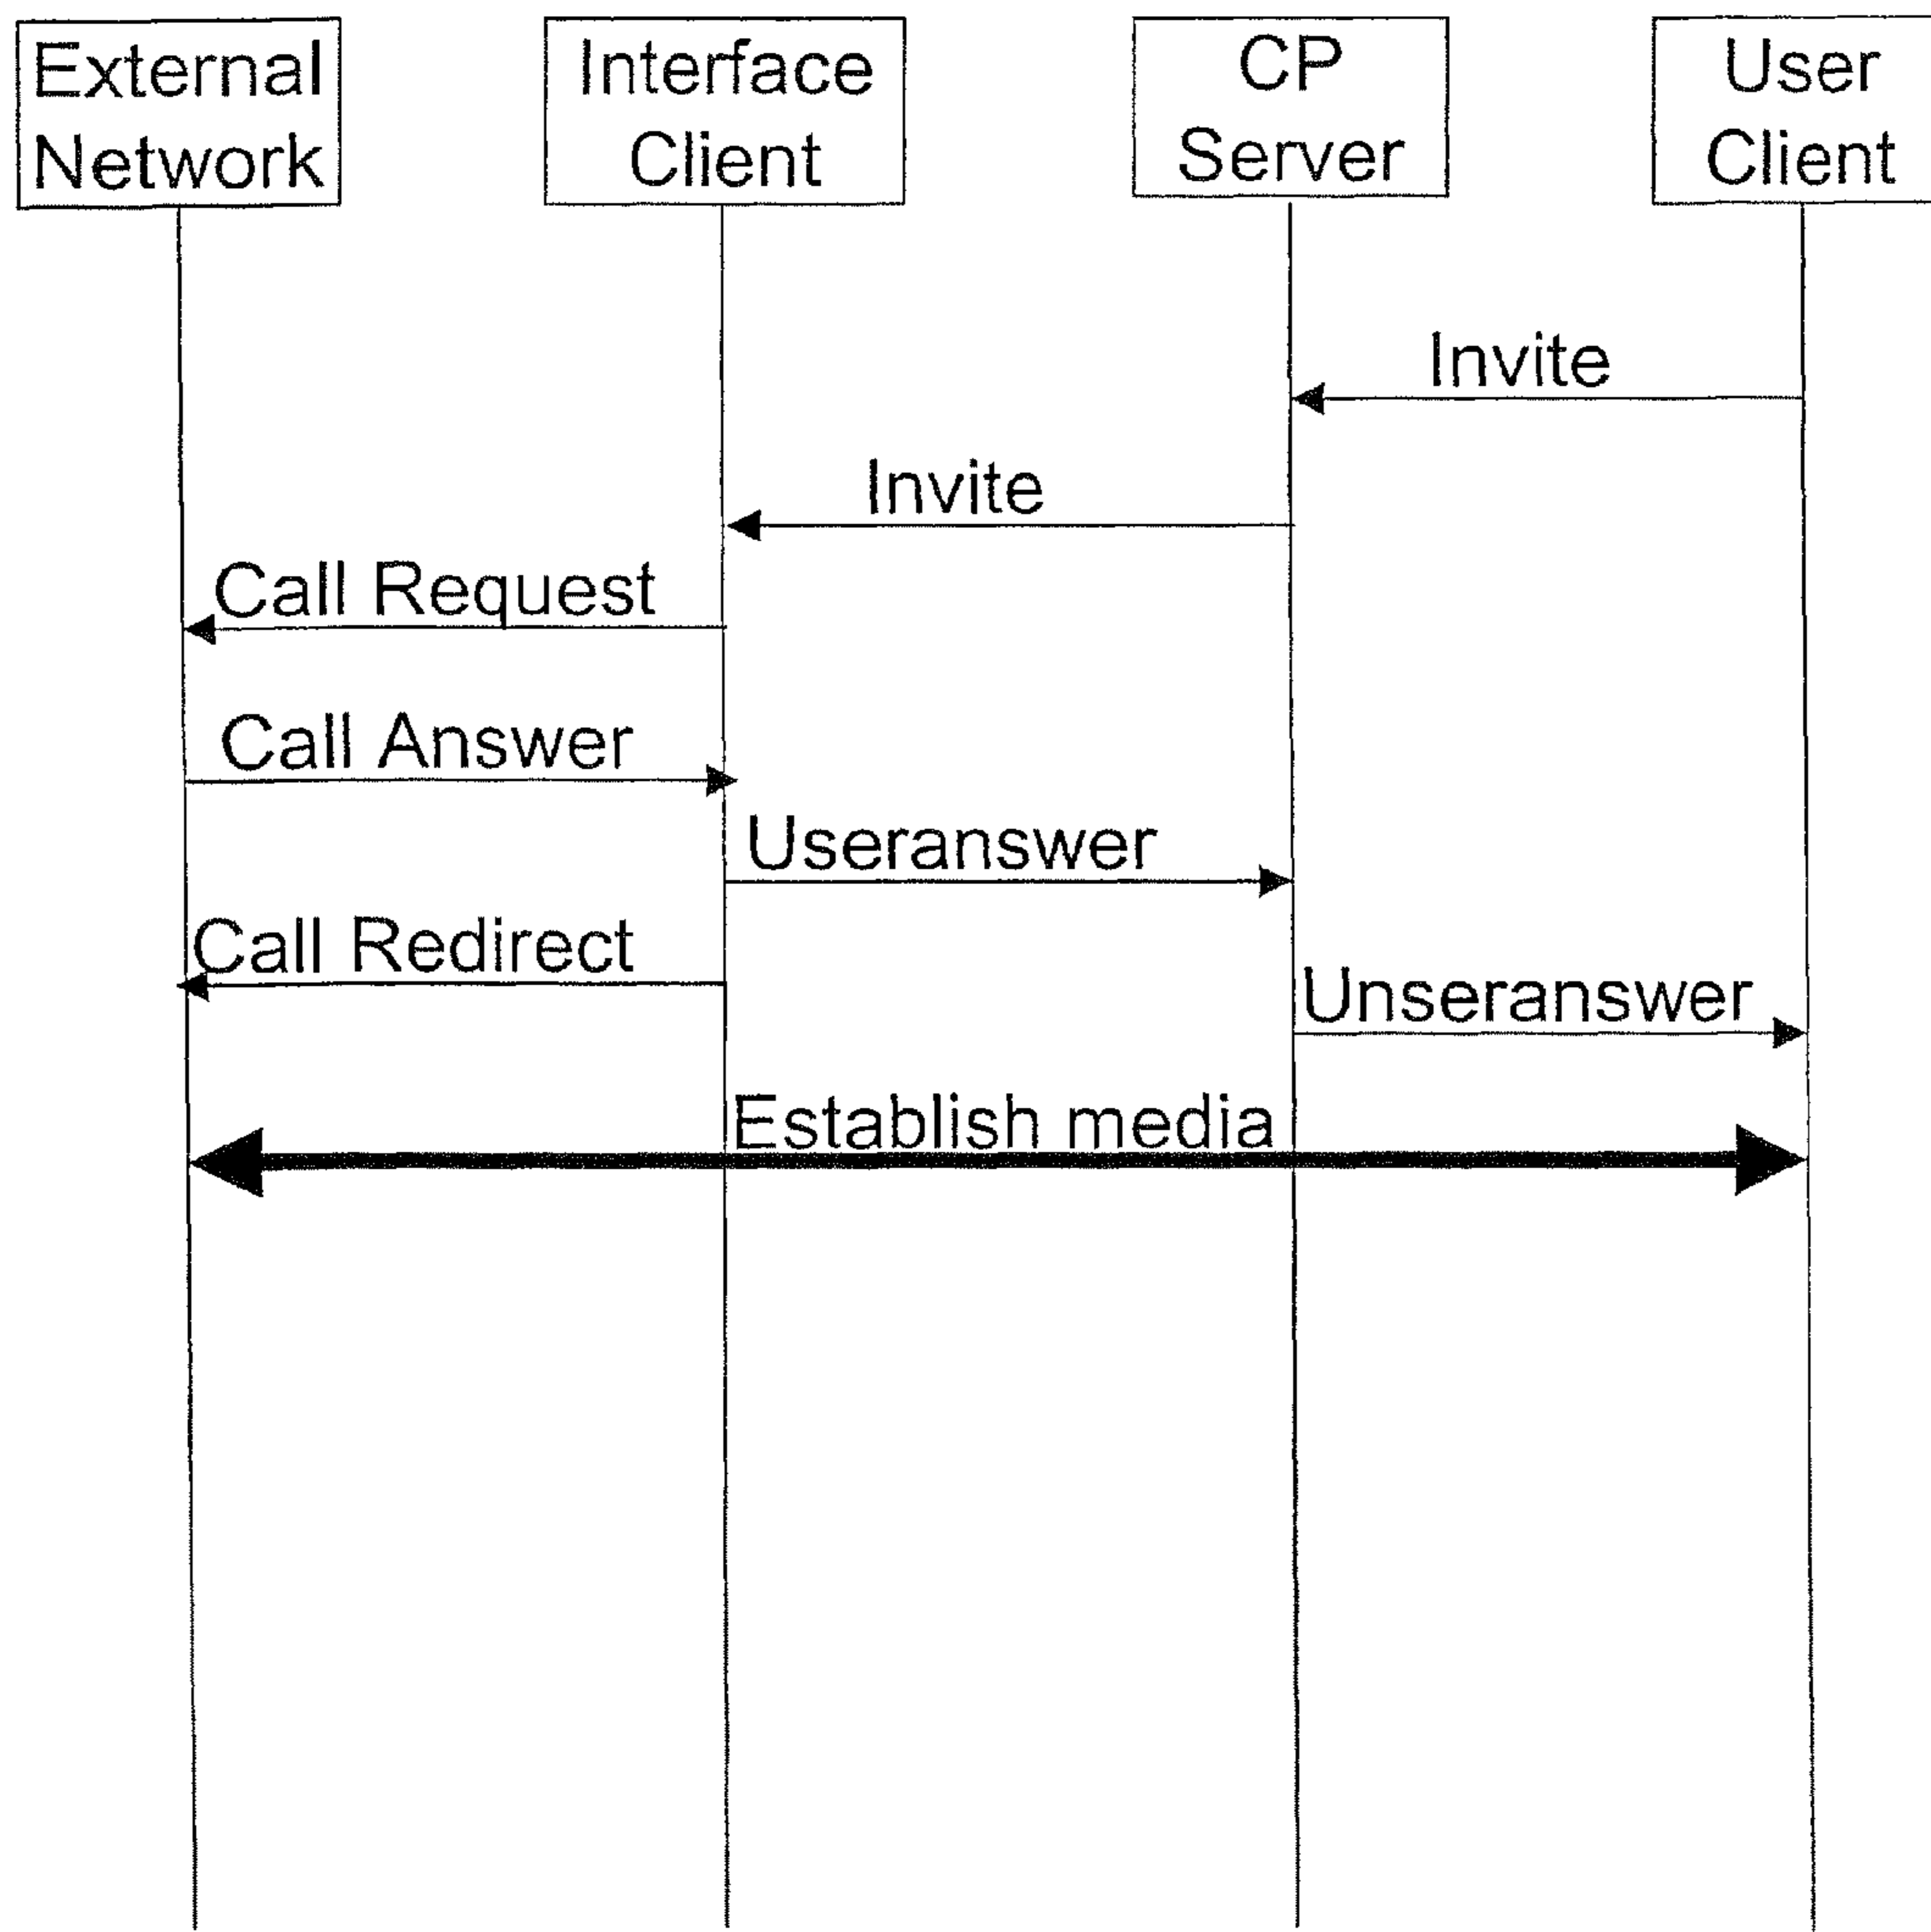 External
Network
Interface
Client
CP
Server
User
Client
Invite
Invite
Call Request
Call Answer
Useranswer
Call Redirect
Unseranswer
Establish media